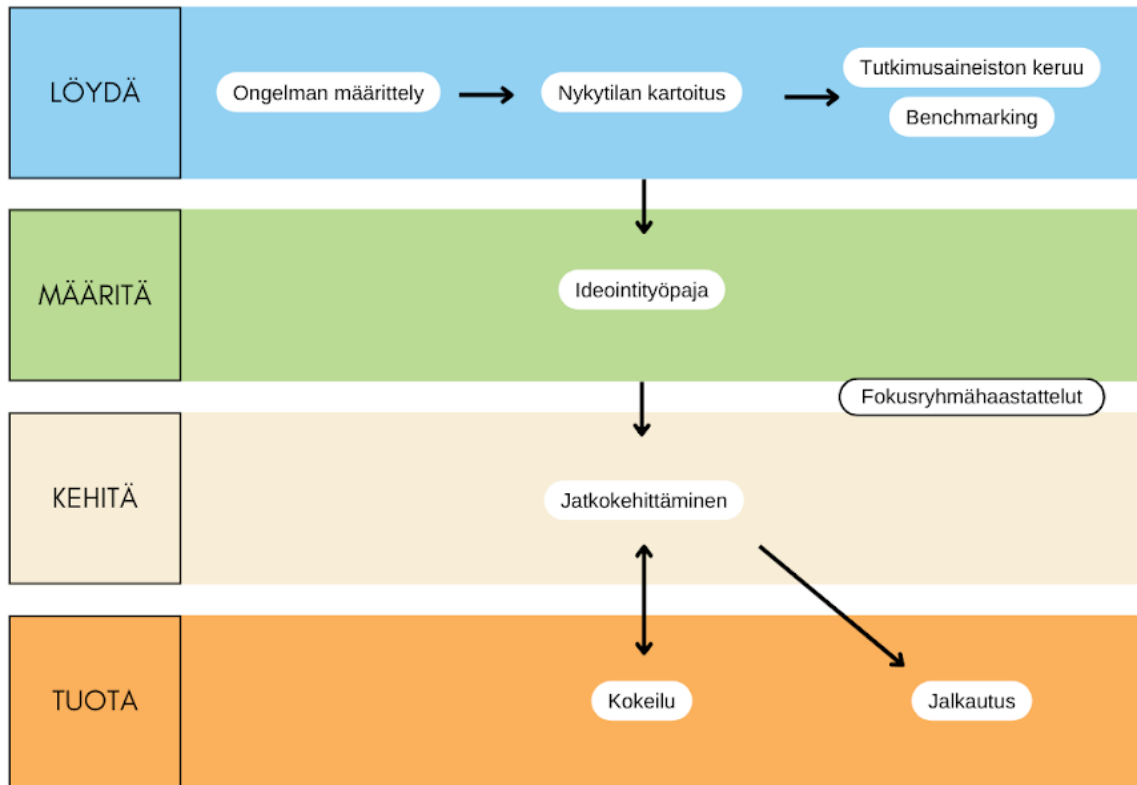 LÖYDÄ
Ongelman määrittely
Nykytilan kartoitus
Tutkimusaineiston keruu
Benchmarking
MÄÄRITÄ
Ideointityöpaja
Fokusryhmähaastattelut
KEHITÄ
Jatkokehittäminen
TUOTA
Kokeilu
Jalkautus